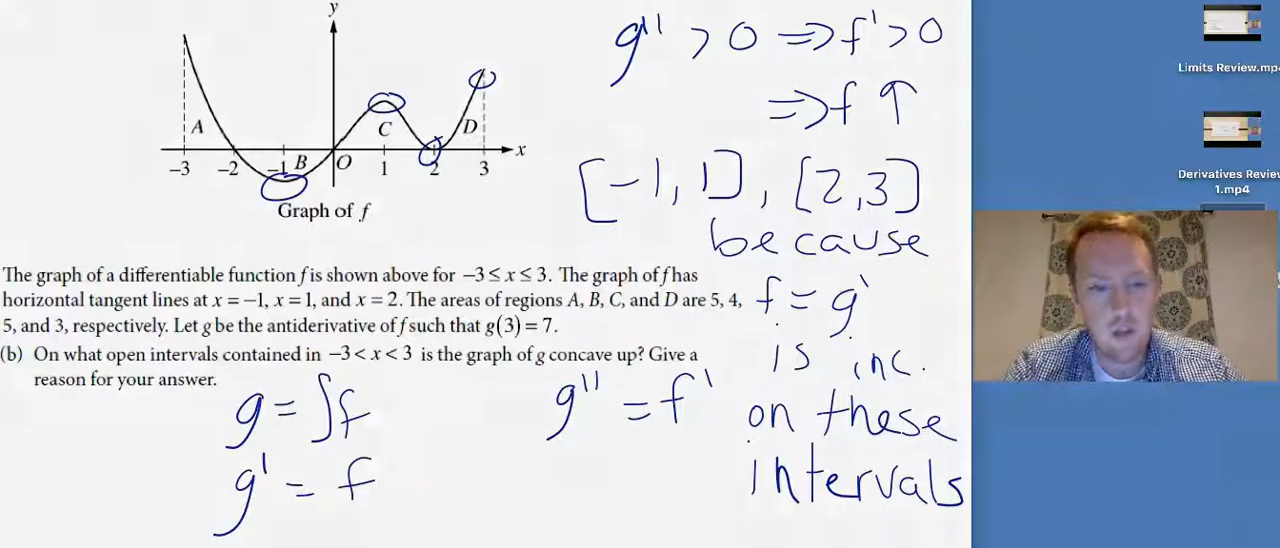 y
g'' > 0 ⇒ f' > 0
⇒ f ↑
A
B
O
C
D
x
-3 -2 -1 1 2 3
Graph of f
[-1, 1], [2,3]
because
f = g'
is inc.
on these
intervals
The graph of a differentiable function f is shown above for −3 ≤ x ≤ 3. The graph of f has
horizontal tangent lines at x = −1, x = 1, and x = 2. The areas of regions A, B, C, and D are 5, 4,
5, and 3, respectively. Let g be the antiderivative of f such that g(3) = 7.
(b) On what open intervals contained in −3 < x < 3 is the graph of g concave up? Give a
reason for your answer.
g = ∫f
g' = f
g'' = f'
Limits Review.mp4
Derivatives Review
1.mp4